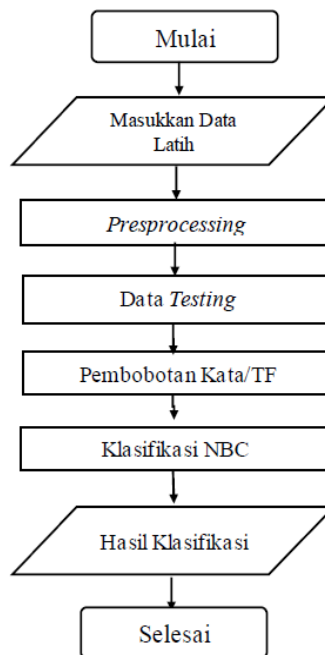 Mulai
Masukkan Data
Latih
Presprocessing
Data Testing
Pembobotan Kata/TF
Klasifikasi NBC
Hasil Klasifikasi
Selesai